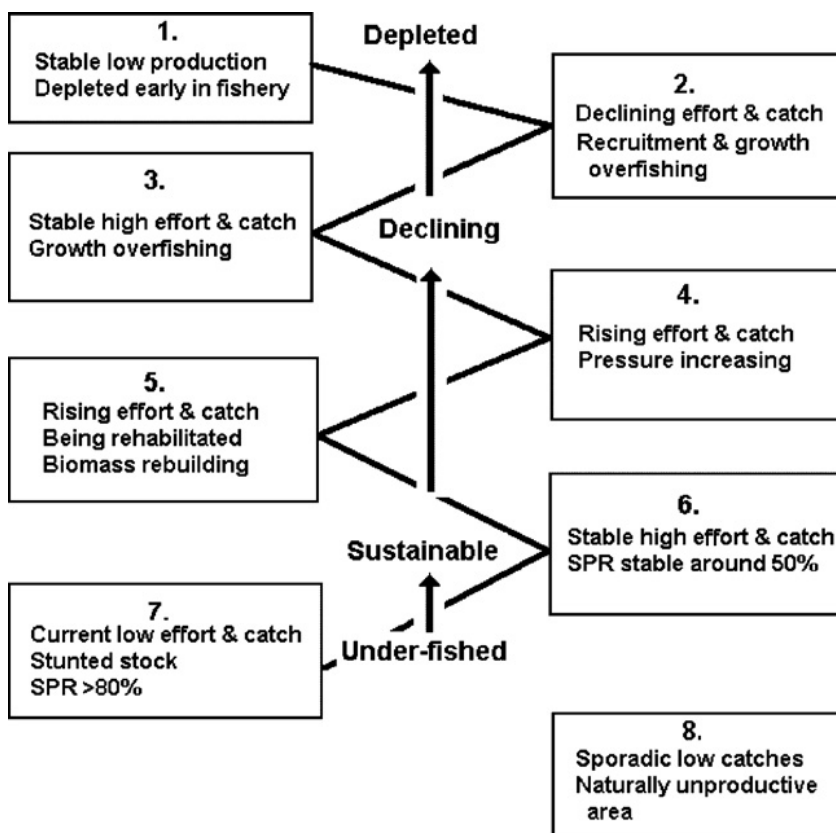 1.
Stable low production
Depleted early in fishery
Depleted
2.
Declining effort & catch
Recruitment & growth
overfishing
3.
Stable high effort & catch
Growth overfishing
Declining
4.
Rising effort & catch
Pressure increasing
5.
Rising effort & catch
Being rehabilitated
Biomass rebuilding
6.
Stable high effort & catch
SPR stable around 50%
Sustainable
7.
Current low effort & catch
Stunted stock
SPR >80%
Under-fished
8.
Sporadic low catches
Naturally unproductive
area